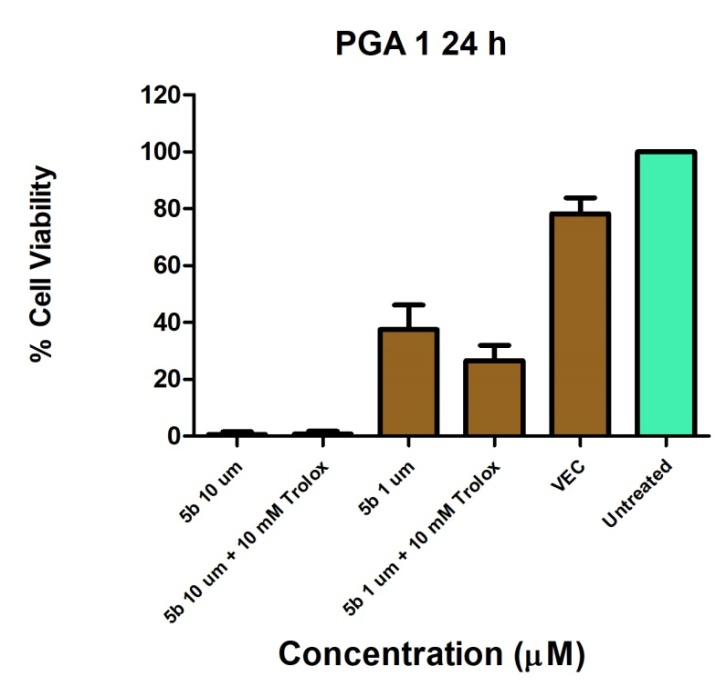 PGA 1 24 h
% Cell Viability
120
100
80
60
40
20
0
5b 10 um
5b 10 um + 10 mM Trolox
5b 1 um
5b 1 um + 10 mM Trolox
VEC
Untreated
Concentration (μM)